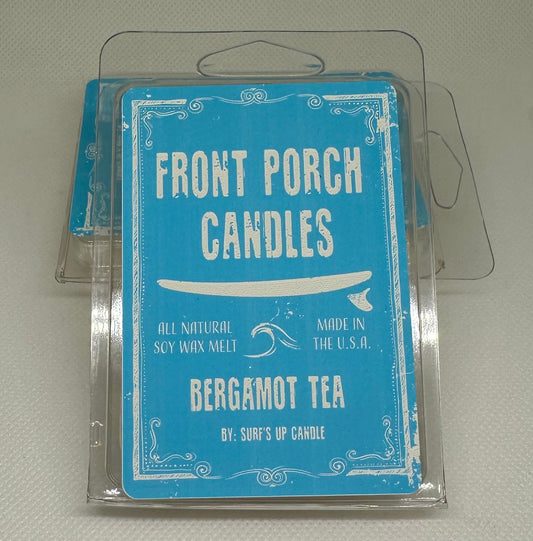 FRONT PORCH
CANDLES
ALL NATURAL
SOY WAX MELT
MADE IN
THE U.S.A.
BERGAMOT TEA
BY: SURF'S UP CANDLE